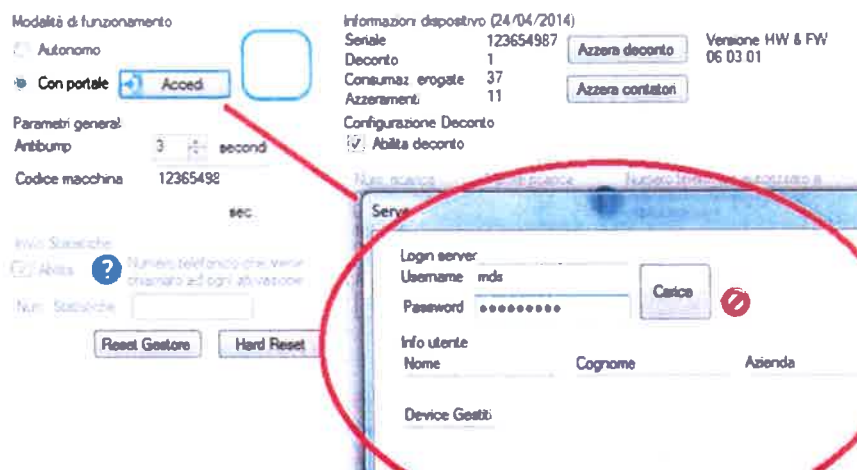 Modalità di funzionamento
Autonomo
Con portale
Accedi
Parametri generali
Antibump 3 second
Codice macchina 12365498
sec.
Invio Statistiche
Abilita
Numero telefonico che viene
chiamato ad ogni attivazione
Num. Statistiche
Reset Gestore
Hard Reset
Informazioni dispositivo (24/04/2014)
Seriale 123654987
Deconto 1
Consumaz. erogate 37
Azzeramenti 11
Azzera deconto
Azzera contatori
Versione HW & FW
06 03 01
Configurazione Deconto
Abilita deconto
Serve
Login server
Username mds
Password
Carica
Info utente
Nome Cognome Azienda
Device Gestiti